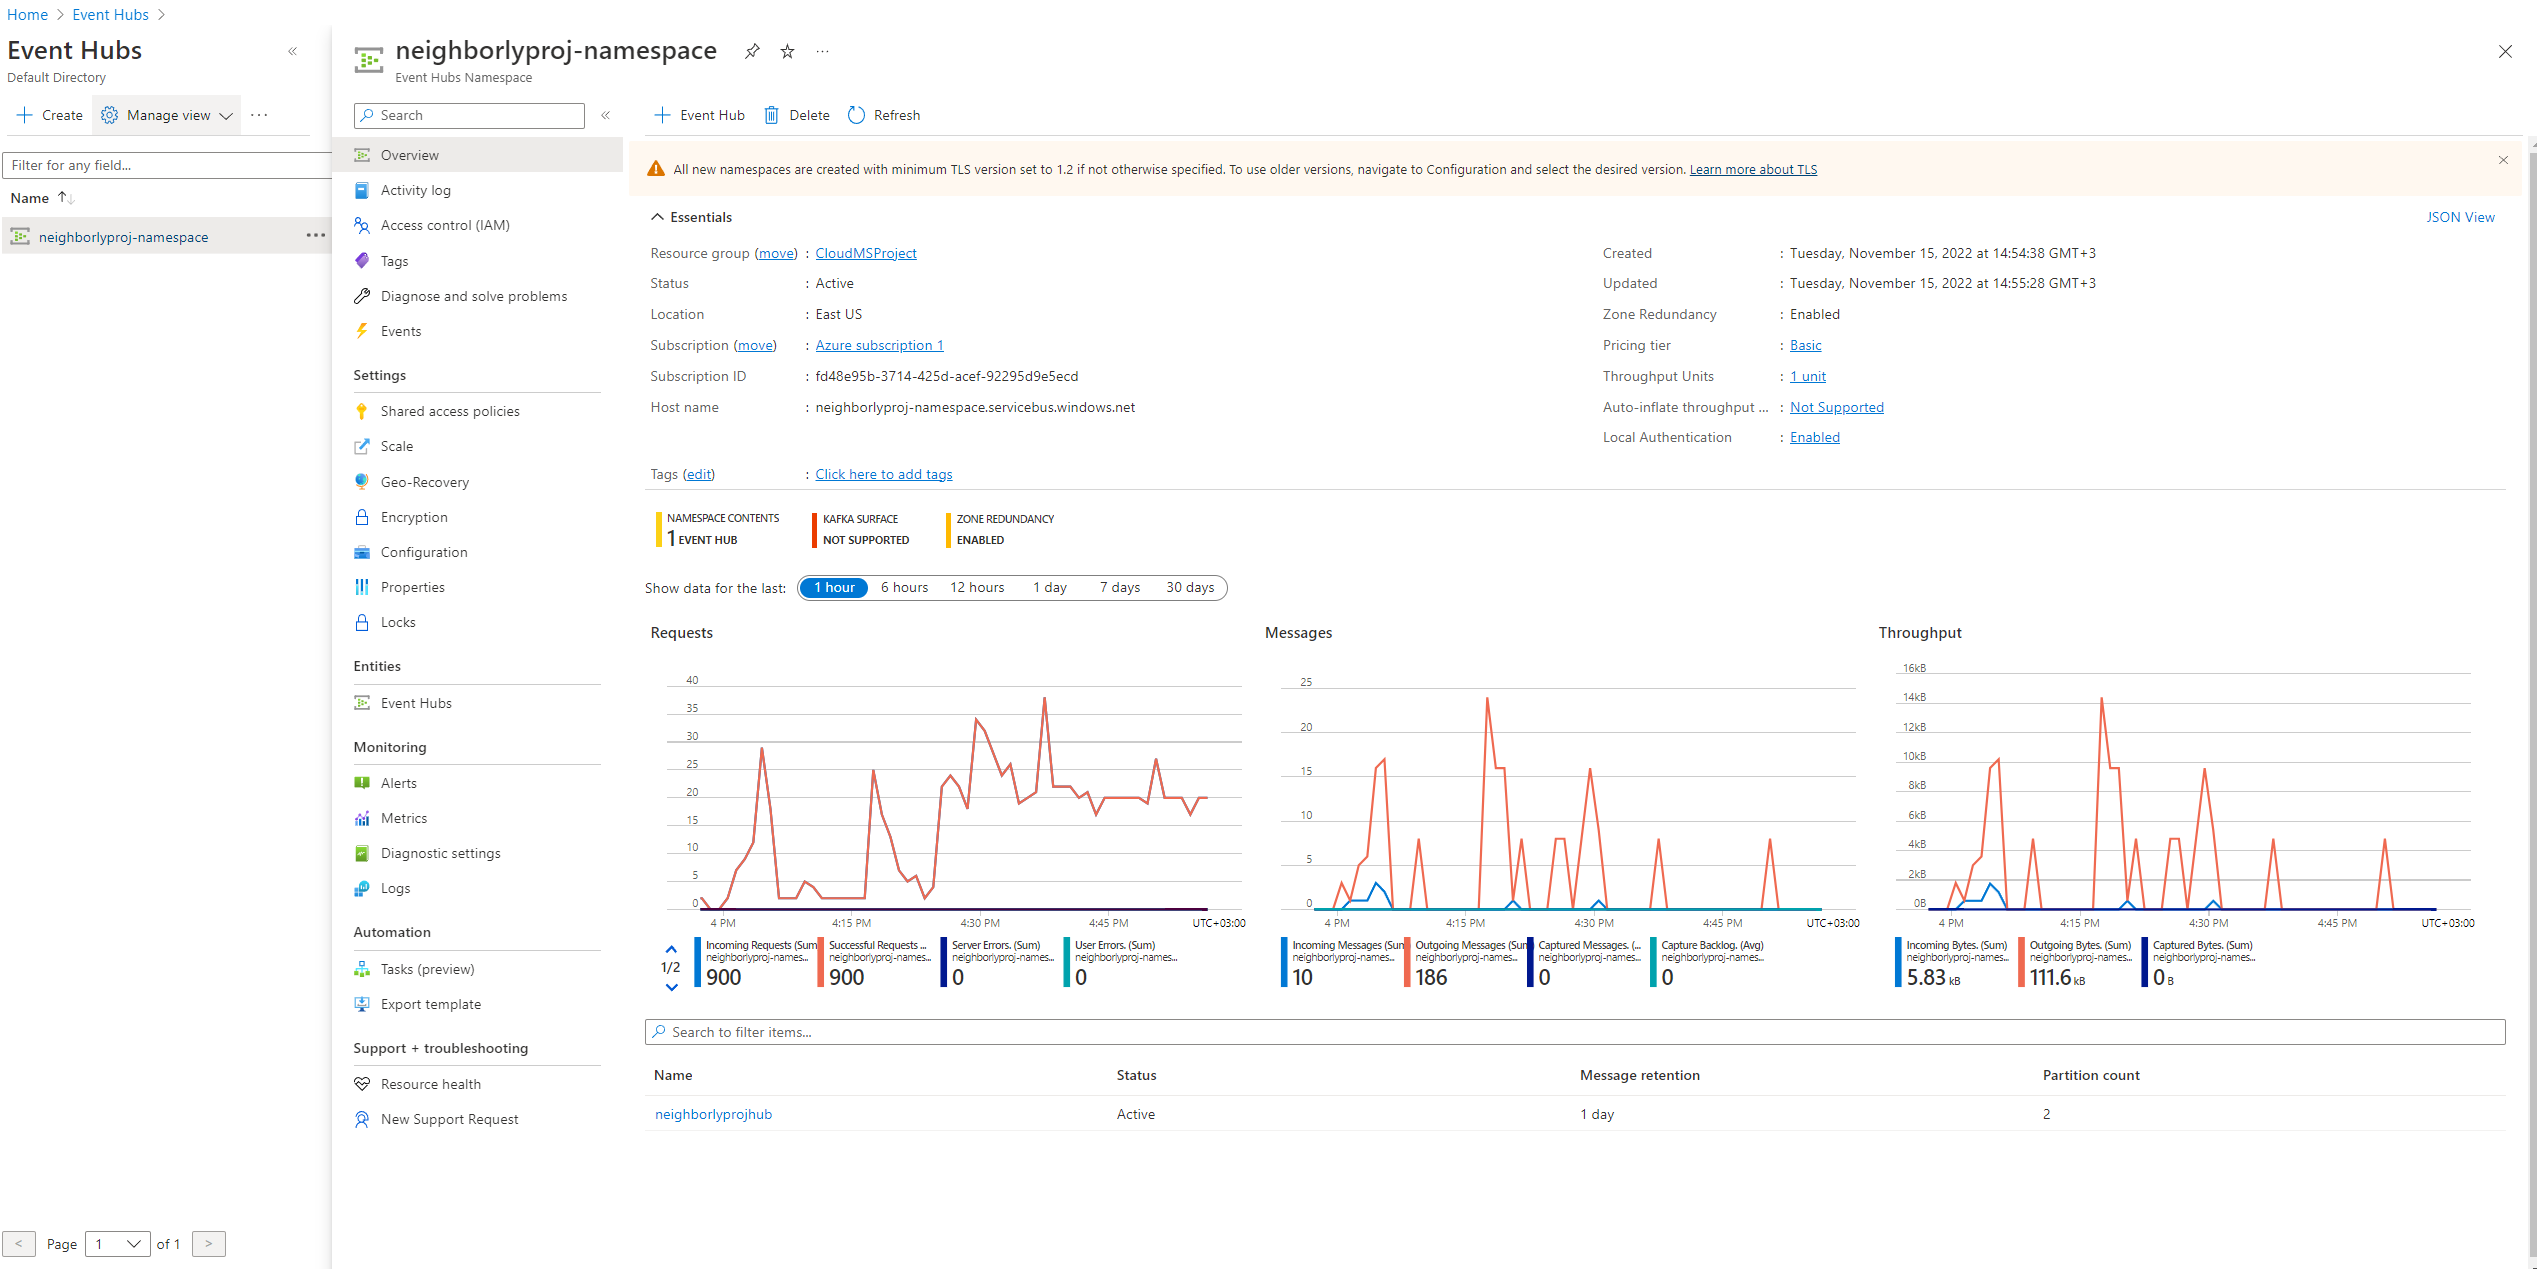 Home > Event Hubs >
Event Hubs
Default Directory
Create
Manage view
Filter for any field...
Name
neighborlyproj-namespace
Page 1 of 1
neighborlyproj-namespace
Event Hubs Namespace
Search
Overview
Activity log
Access control (IAM)
Tags
Diagnose and solve problems
Events
Settings
Shared access policies
Scale
Geo-Recovery
Encryption
Configuration
Properties
Locks
Entities
Event Hubs
Monitoring
Alerts
Metrics
Diagnostic settings
Logs
Automation
Tasks (preview)
Export template
Support + troubleshooting
Resource health
New Support Request
Event Hub Delete Refresh
All new namespaces are created with minimum TLS version set to 1.2 if not otherwise specified. To use older versions, navigate to Configuration and select the desired version. Learn more about TLS
Essentials
JSON View
Resource group (move) : CloudMSProject
Status : Active
Location : East US
Subscription (move) : Azure subscription 1
Subscription ID : fd48e95b-3714-425d-acef-92295d9e5ecd
Host name : neighborlyproj-namespace.servicebus.windows.net
Tags (edit) : Click here to add tags
Created : Tuesday, November 15, 2022 at 14:54:38 GMT+3
Updated : Tuesday, November 15, 2022 at 14:55:28 GMT+3
Zone Redundancy : Enabled
Pricing tier : Basic
Throughput Units : 1 unit
Auto-inflate throughput ... : Not Supported
Local Authentication : Enabled
NAMESPACE CONTENTS
1 EVENT HUB
KAFKA SURFACE
NOT SUPPORTED
ZONE REDUNDANCY
ENABLED
Show data for the last: 1 hour 6 hours 12 hours 1 day 7 days 30 days
Requests
40
35
30
25
20
15
10
5
0
4 PM 4:15 PM 4:30 PM 4:45 PM UTC+03:00
1/2
Incoming Requests (Sum
neighborlyproj-names...
900
Successful Requests ...
neighborlyproj-names...
900
Server Errors. (Sum)
neighborlyproj-names...
0
User Errors. (Sum)
neighborlyproj-names...
0
Messages
25
20
15
10
5
0
4 PM 4:15 PM 4:30 PM 4:45 PM UTC+03:00
Incoming Messages (Sum
neighborlyproj-names...
10
Outgoing Messages (Sum
neighborlyproj-names...
186
Captured Messages. (...
neighborlyproj-names...
0
Capture Backlog. (Avg)
neighborlyproj-names...
0
Throughput
16kB
14kB
12kB
10kB
8kB
6kB
4kB
2kB
0B
4 PM 4:15 PM 4:30 PM 4:45 PM UTC+03:00
Incoming Bytes. (Sum)
neighborlyproj-names...
5.83 kB
Outgoing Bytes. (Sum)
neighborlyproj-names...
111.6 kB
Captured Bytes. (Sum)
neighborlyproj-names...
0 B
Search to filter items...
Name Status Message retention Partition count
neighborlyprojhub Active 1 day 2